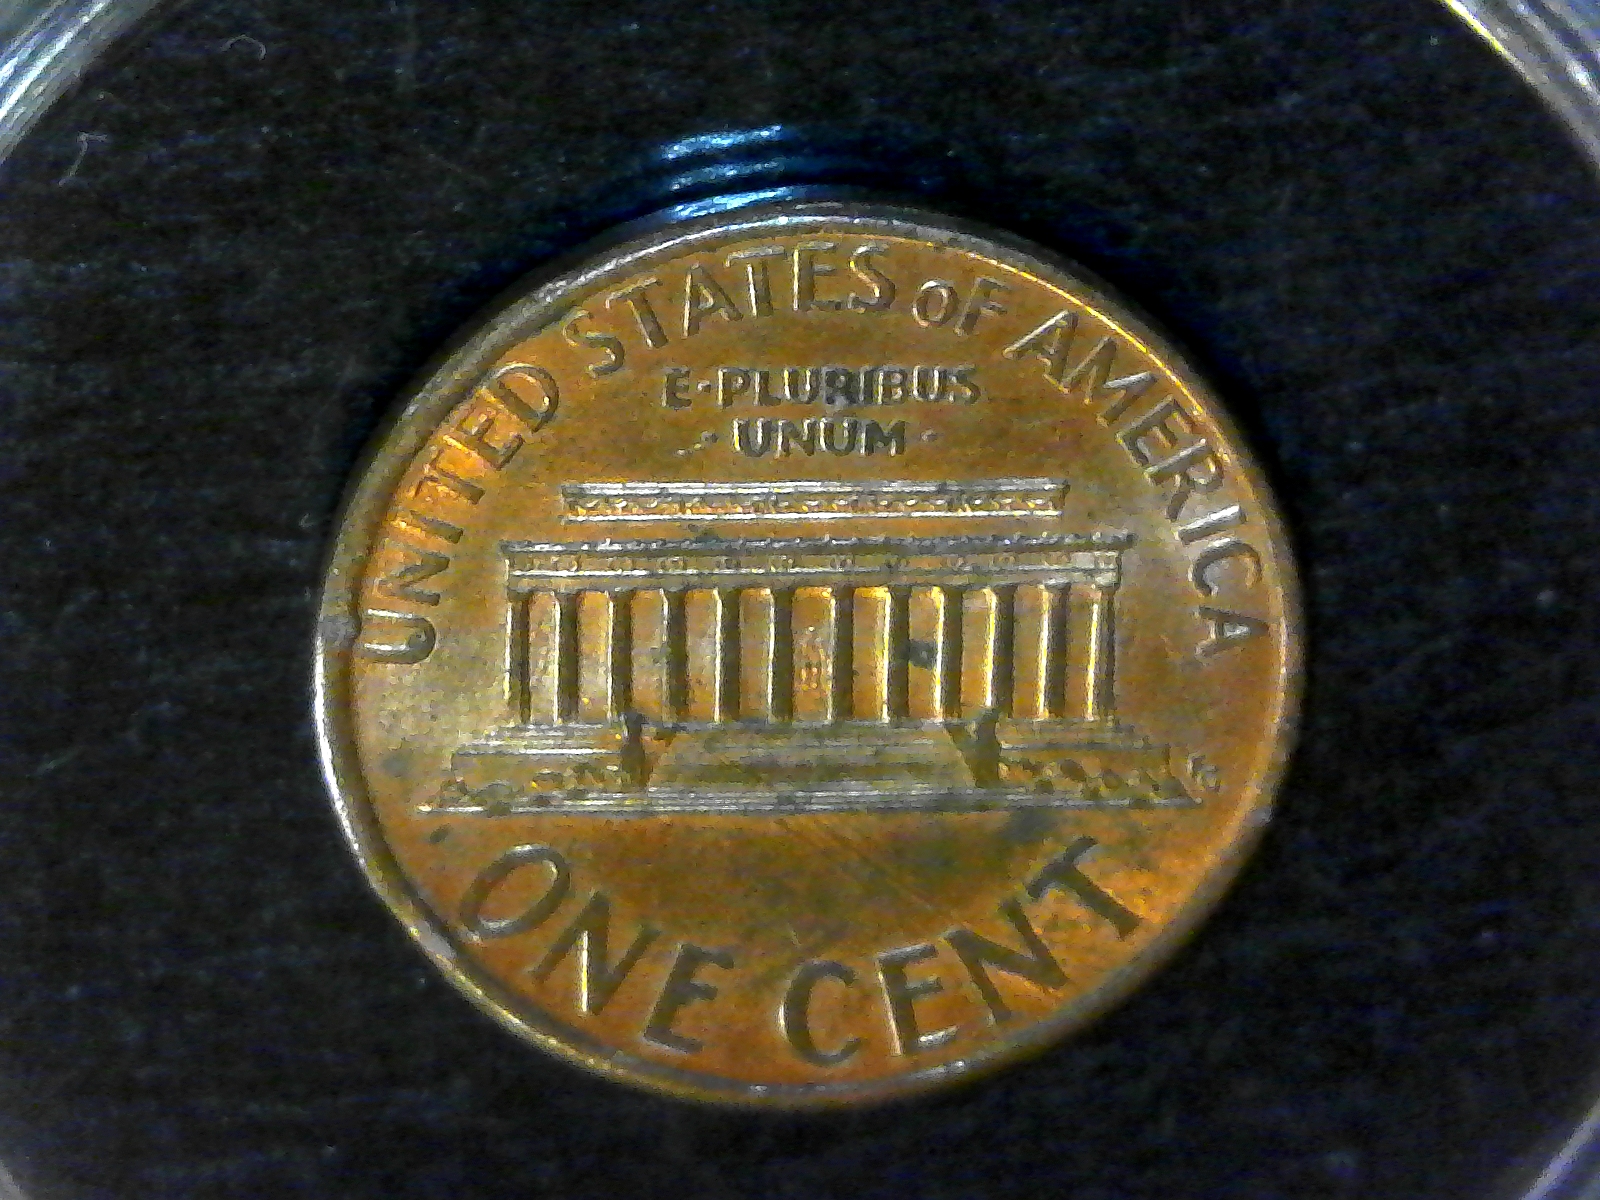 UNITED STATES OF AMERICA
E·PLURIBUS
·UNUM·
ONE CENT